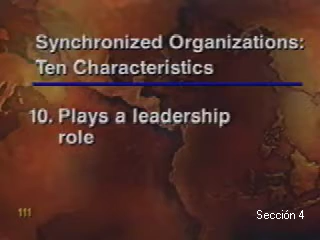 Synchronized Organizations:
Ten Characteristics
10. Plays a leadership
role
111
Sección 4